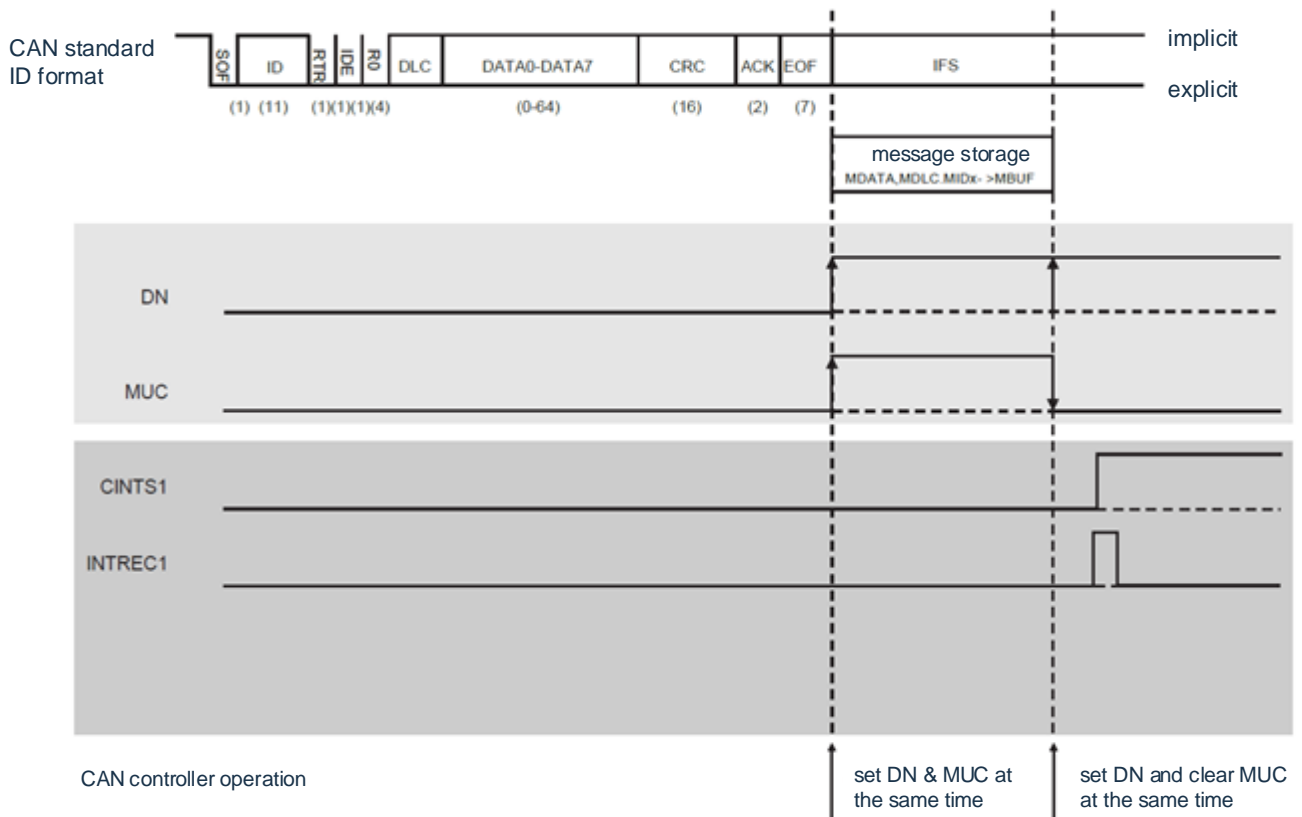 CAN standard
ID format
SOF ID RTR IDE R0 DLC DATA0-DATA7 CRC ACK EOF IFS
implicit
explicit
(1) (11) (1)(1)(1)(4) (0-64) (16) (2) (7)
message storage
MDATA,MDLC.MIDx- >MBUF
DN
MUC
CINTS1
INTREC1
CAN controller operation
set DN & MUC at
the same time
set DN and clear MUC
at the same time